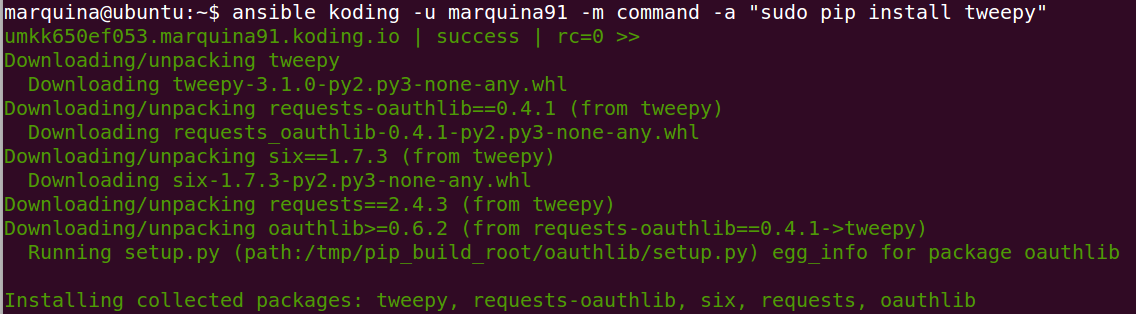 marquina@ubuntu:~$ ansible koding -u marquina91 -m command -a "sudo pip install tweepy"
umkk650ef053.marquina91.koding.io | success | rc=0 >>
Downloading/unpacking tweepy
  Downloading tweepy-3.1.0-py2.py3-none-any.whl
Downloading/unpacking requests-oauthlib==0.4.1 (from tweepy)
  Downloading requests_oauthlib-0.4.1-py2.py3-none-any.whl
Downloading/unpacking six==1.7.3 (from tweepy)
  Downloading six-1.7.3-py2.py3-none-any.whl
Downloading/unpacking requests==2.4.3 (from tweepy)
Downloading/unpacking oauthlib>=0.6.2 (from requests-oauthlib==0.4.1->tweepy)
  Running setup.py (path:/tmp/pip_build_root/oauthlib/setup.py) egg_info for package oauthlib

Installing collected packages: tweepy, requests-oauthlib, six, requests, oauthlib